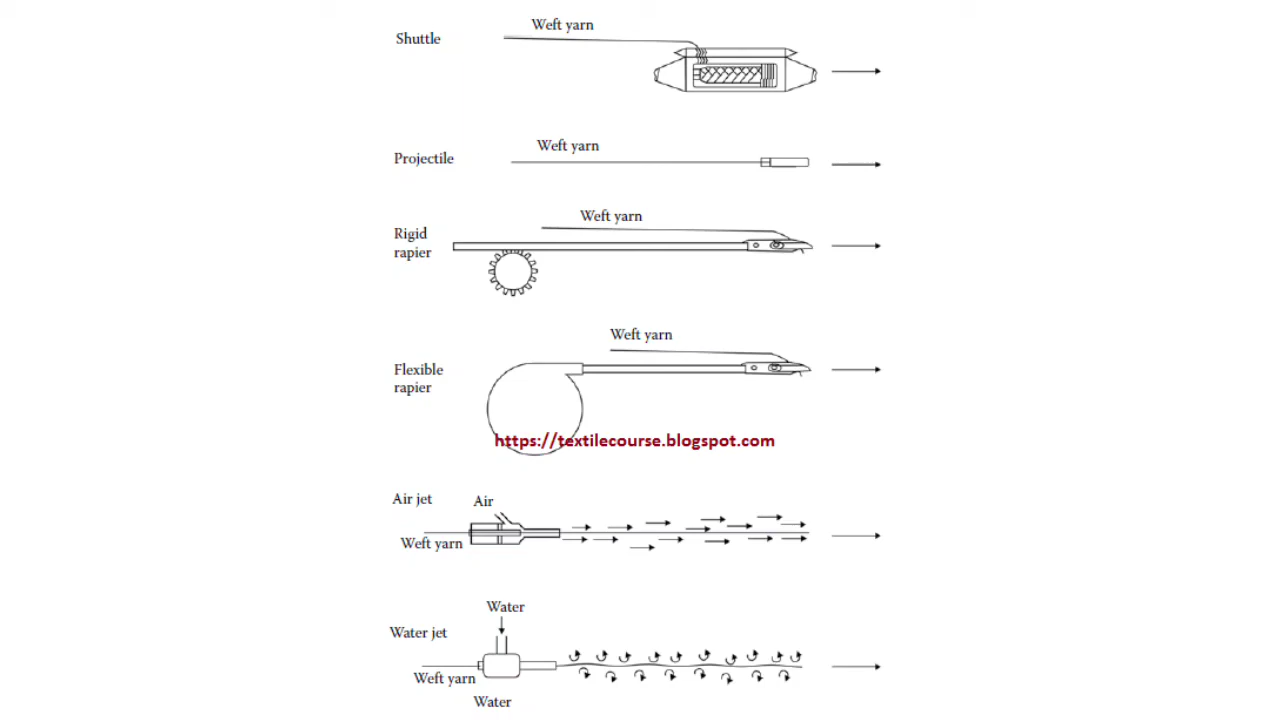 Weft yarn
Shuttle
Weft yarn
Projectile
Weft yarn
Rigid
rapier
Weft yarn
Flexible
rapier
https://textilecourse.blogspot.com
Air jet
Air
Weft yarn
Water
Water jet
Weft yarn
Water